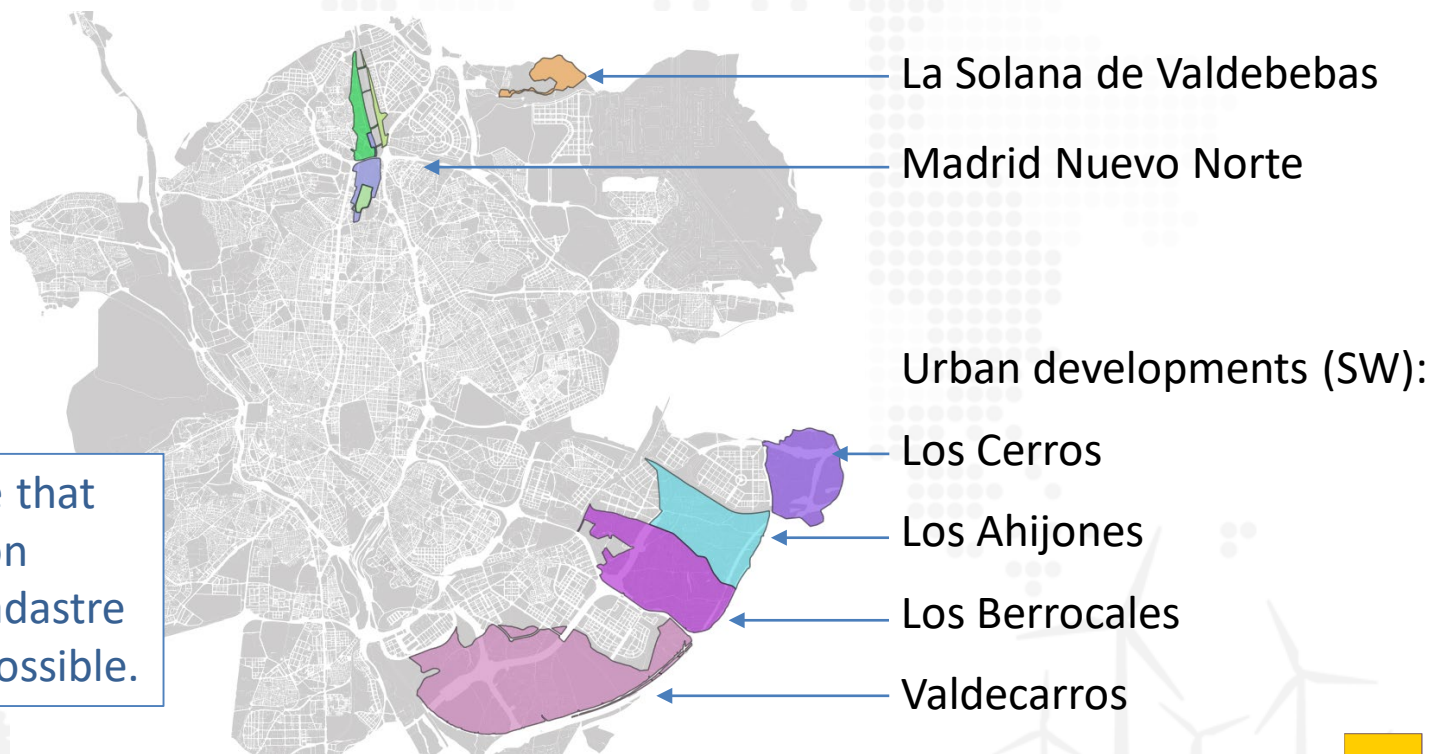 La Solana de Valdebebas
Madrid Nuevo Norte
Urban developments (SW):
Los Cerros
Los Ahijones
Los Berrocales
Valdecarros
that
on
ossible.